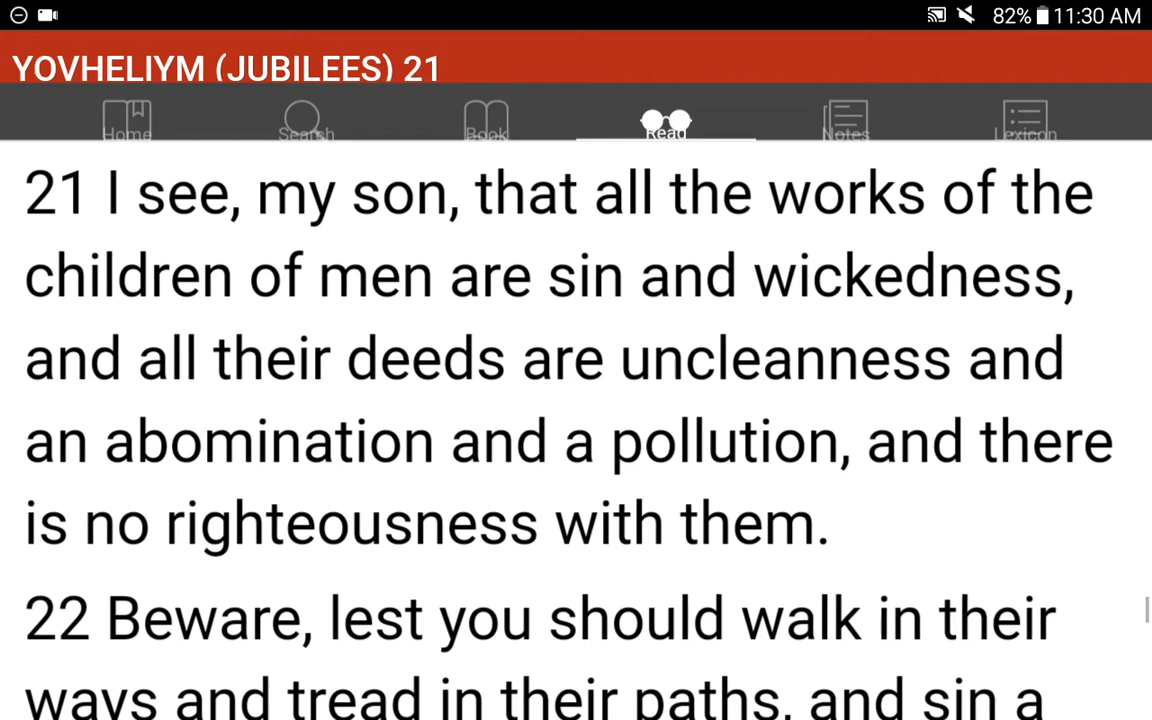 82% 11:30 AM
YOVHELIYM (JUBILEES) 21
Home Search Book Read Notes Lexicon
21 I see, my son, that all the works of the
children of men are sin and wickedness,
and all their deeds are uncleanness and
an abomination and a pollution, and there
is no righteousness with them.
22 Beware, lest you should walk in their
ways and tread in their paths, and sin a